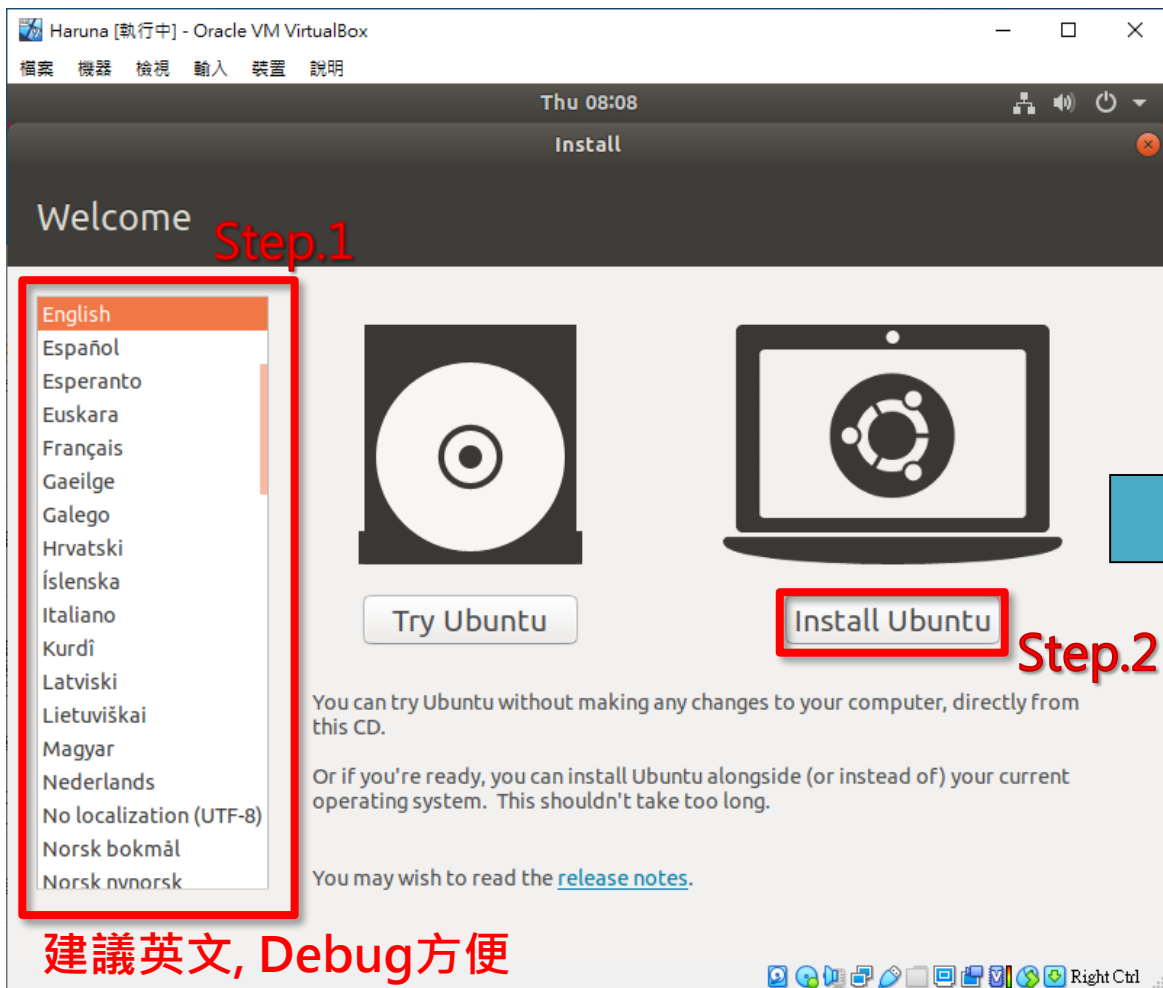 Haruna [執行中] - Oracle VM VirtualBox
檔案 機器 檢視 輸入 裝置 說明
Thu 08:08
Install
Welcome
Step.1
English
Español
Esperanto
Euskara
Français
Gaeilge
Galego
Hrvatski
Íslenska
Italiano
Kurdî
Latviski
Lietuviškai
Magyar
Nederlands
No localization (UTF-8)
Norsk bokmål
Norsk nynorsk
Try Ubuntu
Install Ubuntu
Step.2
You can try Ubuntu without making any changes to your computer, directly from
this CD.
Or if you're ready, you can install Ubuntu alongside (or instead of) your current
operating system. This shouldn't take too long.
You may wish to read the release notes.
建議英文, Debug方便
Right Ctrl